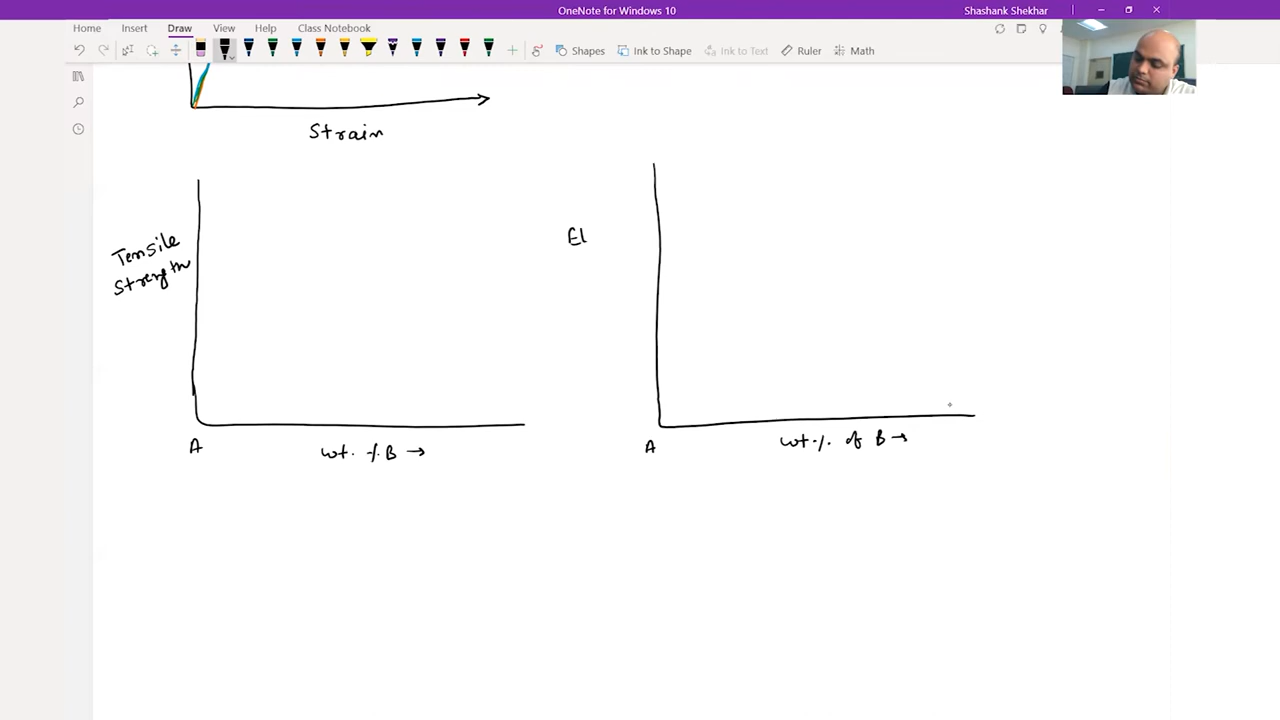 OneNote for Windows 10
Shashank Shekhar
Home Insert Draw View Help Class Notebook
Shapes Ink to Shape Ink to Text Ruler Math
Strain
Tensile
Strength
A
wt. % B →
El
A
wt % of B →